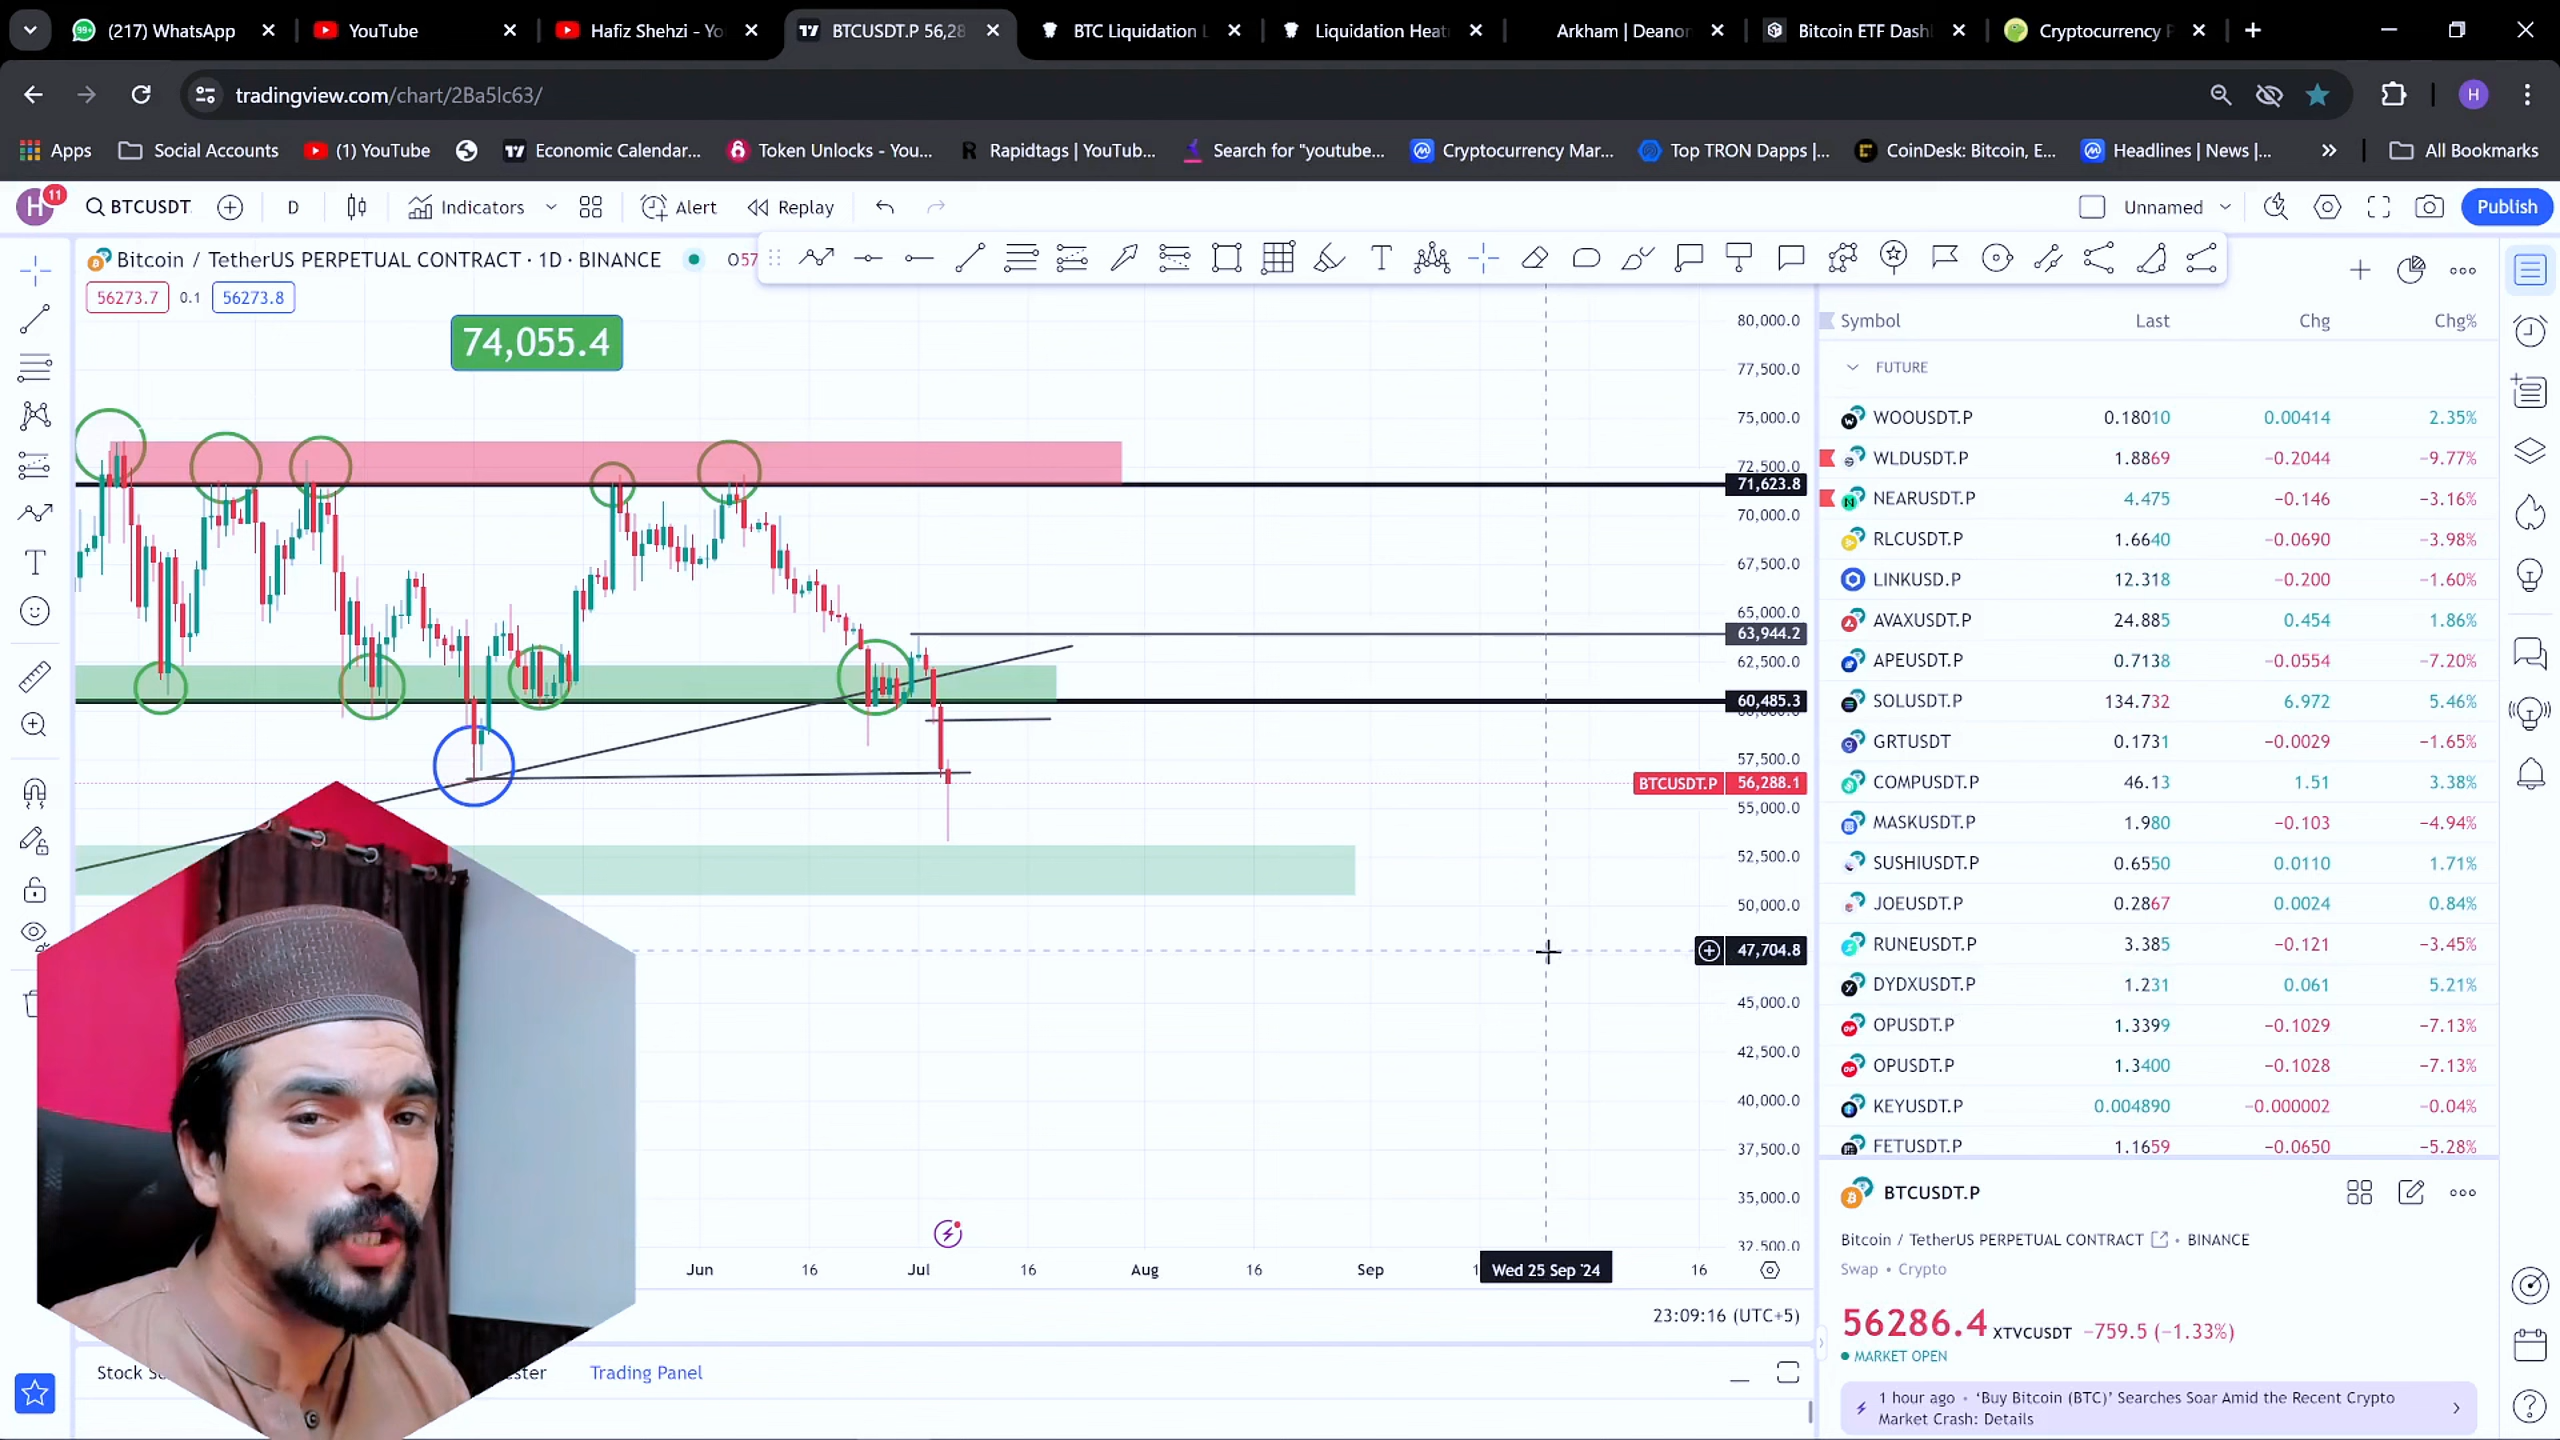 99+ (217) WhatsApp
YouTube
Hafiz Shehzi - Yo
BTCUSDT.P 56,28
BTC Liquidation L
Liquidation Heat
Arkham | Deanon
Bitcoin ETF Dash
Cryptocurrency P
tradingview.com/chart/2Ba5lc63/
H
Apps
Social Accounts
(1) YouTube
Economic Calendar...
Token Unlocks - You...
Rapidtags | YouTub...
Search for "youtube...
Cryptocurrency Mar...
Top TRON Dapps |...
CoinDesk: Bitcoin, E...
Headlines | News |...
All Bookmarks
H 11
BTCUSDT.
D
Indicators
Alert
Replay
Unnamed
Publish
Bitcoin / TetherUS PERPETUAL CONTRACT · 1D · BINANCE
O57
56273.7 0.1 56273.8
74,055.4
80,000.0
77,500.0
75,000.0
72,500.0
71,623.8
70,000.0
67,500.0
65,000.0
63,944.2
62,500.0
60,485.3
57,500.0
BTCUSDT.P 56,288.1
55,000.0
52,500.0
50,000.0
47,704.8
45,000.0
42,500.0
40,000.0
37,500.0
35,000.0
32,500.0
Jun 16 Jul 16 Aug 16 Sep 1 Wed 25 Sep '24 16
23:09:16 (UTC+5)
Stock S
ster
Trading Panel
Symbol Last Chg Chg%
FUTURE
WOOUSDT.P 0.18010 0.00414 2.35%
WLDUSDT.P 1.8869 −0.2044 −9.77%
NEARUSDT.P 4.475 −0.146 −3.16%
RLCUSDT.P 1.6640 −0.0690 −3.98%
LINKUSD.P 12.318 −0.200 −1.60%
AVAXUSDT.P 24.885 0.454 1.86%
APEUSDT.P 0.7138 −0.0554 −7.20%
SOLUSDT.P 134.732 6.972 5.46%
GRTUSDT 0.1731 −0.0029 −1.65%
COMPUSDT.P 46.13 1.51 3.38%
MASKUSDT.P 1.980 −0.103 −4.94%
SUSHIUSDT.P 0.6550 0.0110 1.71%
JOEUSDT.P 0.2867 0.0024 0.84%
RUNEUSDT.P 3.385 −0.121 −3.45%
DYDXUSDT.P 1.231 0.061 5.21%
OPUSDT.P 1.3399 −0.1029 −7.13%
OPUSDT.P 1.3400 −0.1028 −7.13%
KEYUSDT.P 0.004890 −0.000002 −0.04%
FETUSDT.P 1.1659 −0.0650 −5.28%
BTCUSDT.P
Bitcoin / TetherUS PERPETUAL CONTRACT • BINANCE
Swap • Crypto
56286.4 XTVCUSDT −759.5 (−1.33%)
MARKET OPEN
1 hour ago • ‘Buy Bitcoin (BTC)’ Searches Soar Amid the Recent Crypto
Market Crash: Details